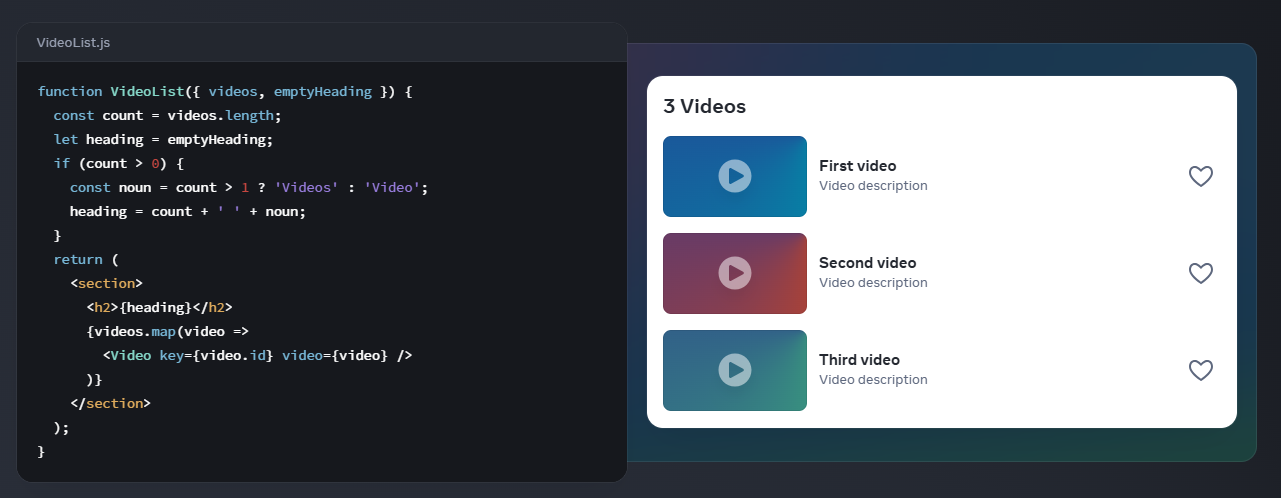 VideoList.js
function VideoList({ videos, emptyHeading }) {
  const count = videos.length;
  let heading = emptyHeading;
  if (count > 0) {
    const noun = count > 1 ? 'Videos' : 'Video';
    heading = count + ' ' + noun;
  }
  return (
    <section>
      <h2>{heading}</h2>
      {videos.map(video =>
        <Video key={video.id} video={video} />
      )}
    </section>
  );
}
3 Videos
First video
Video description
Second video
Video description
Third video
Video description